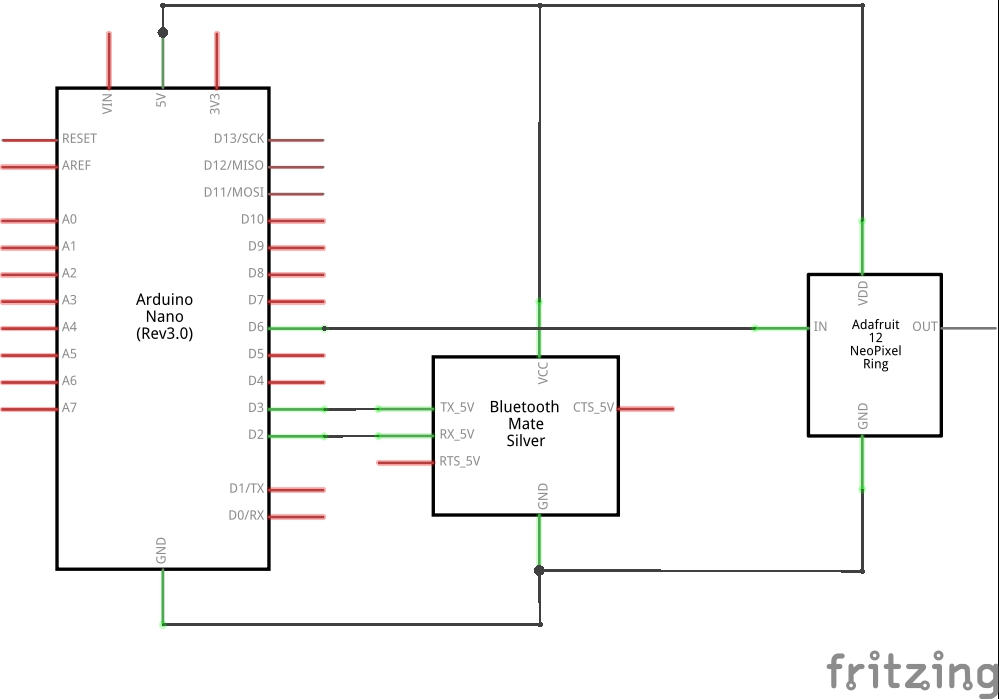 VIN
5V
3V3
RESET
AREF
A0
A1
A2
A3
A4
A5
A6
A7
D13/SCK
D12/MISO
D11/MOSI
D10
D9
D8
D7
D6
D5
D4
D3
D2
D1/TX
D0/RX
GND
Arduino
Nano
(Rev3.0)
VCC
TX_5V
RX_5V
RTS_5V
CTS_5V
GND
Bluetooth
Mate
Silver
VDD
IN
OUT
GND
Adafruit
12
NeoPixel
Ring
fritzing